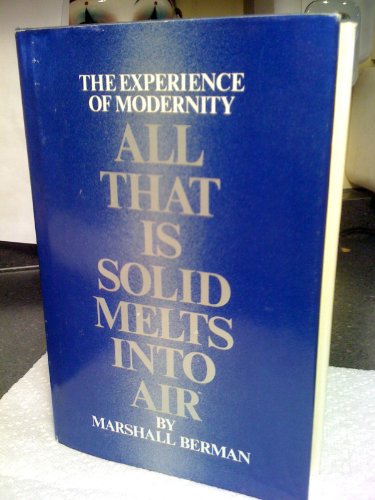 THE EXPERIENCE
OF MODERNITY
ALL
THAT
IS
SOLID
MELTS
INTO
AIR
BY
MARSHALL BERMAN